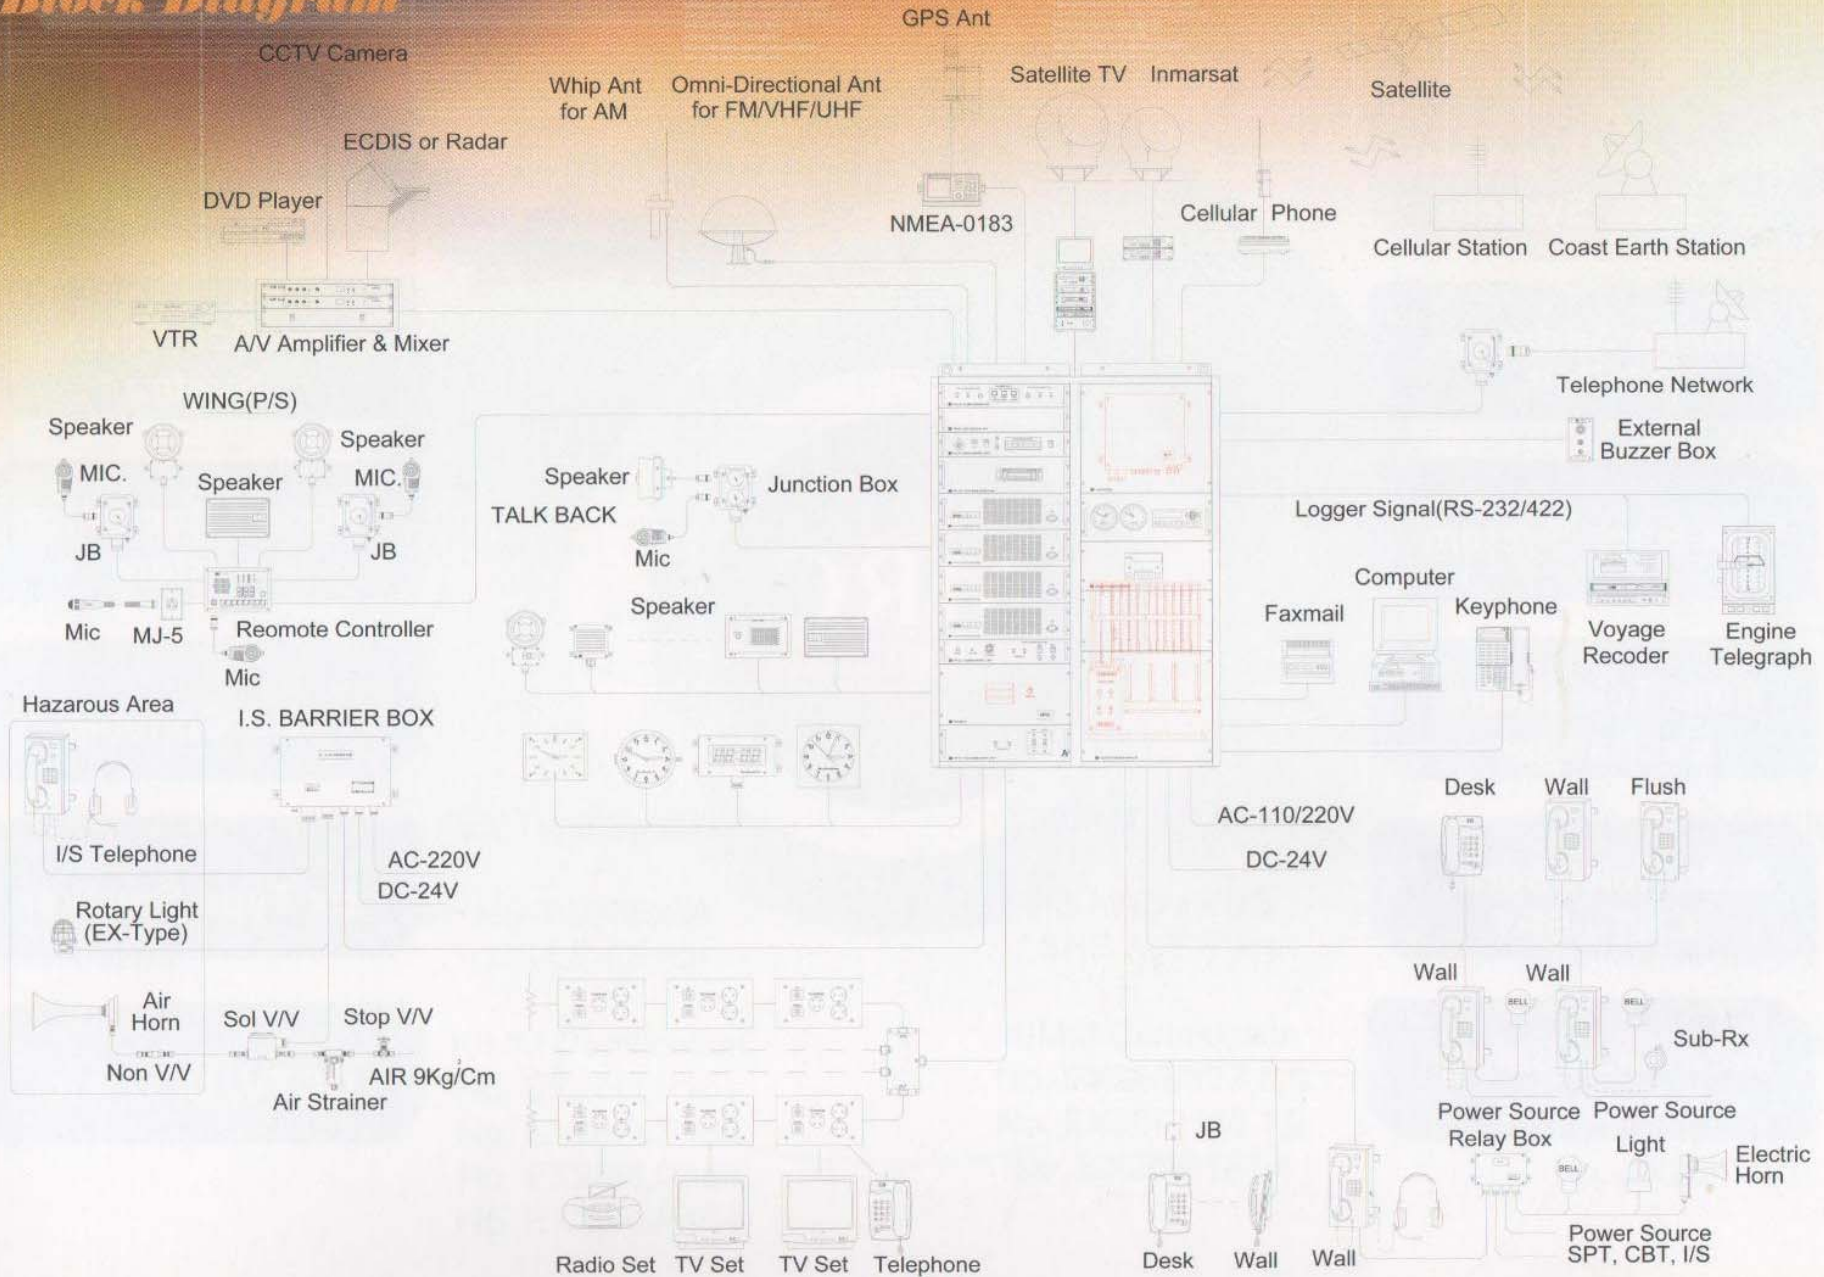 Block Diagram
GPS Ant
CCTV Camera
Whip Ant
for AM
Omni-Directional Ant
for FM/VHF/UHF
Satellite TV
Inmarsat
Satellite
ECDIS or Radar
DVD Player
NMEA-0183
Cellular Phone
Cellular Station
Coast Earth Station
VTR
A/V Amplifier & Mixer
Telephone Network
WING(P/S)
Speaker
Speaker
MIC.
Speaker
MIC.
JB
JB
Mic
MJ-5
Reomote Controller
Mic
Speaker
TALK BACK
Junction Box
Mic
Speaker
External
Buzzer Box
Logger Signal(RS-232/422)
Computer
Faxmail
Keyphone
Voyage
Recoder
Engine
Telegraph
Hazarous Area
I.S. BARRIER BOX
I/S Telephone
AC-220V
DC-24V
Rotary Light
(EX-Type)
Air
Horn
Sol V/V
Stop V/V
Non V/V
AIR 9Kg/Cm²
Air Strainer
AC-110/220V
DC-24V
Desk
Wall
Flush
Wall
Wall
BELL
BELL
Sub-Rx
Power Source
Power Source
Relay Box
Light
BELL
Electric
Horn
JB
Power Source
SPT, CBT, I/S
Radio Set
TV Set
TV Set
Telephone
Desk
Wall
Wall